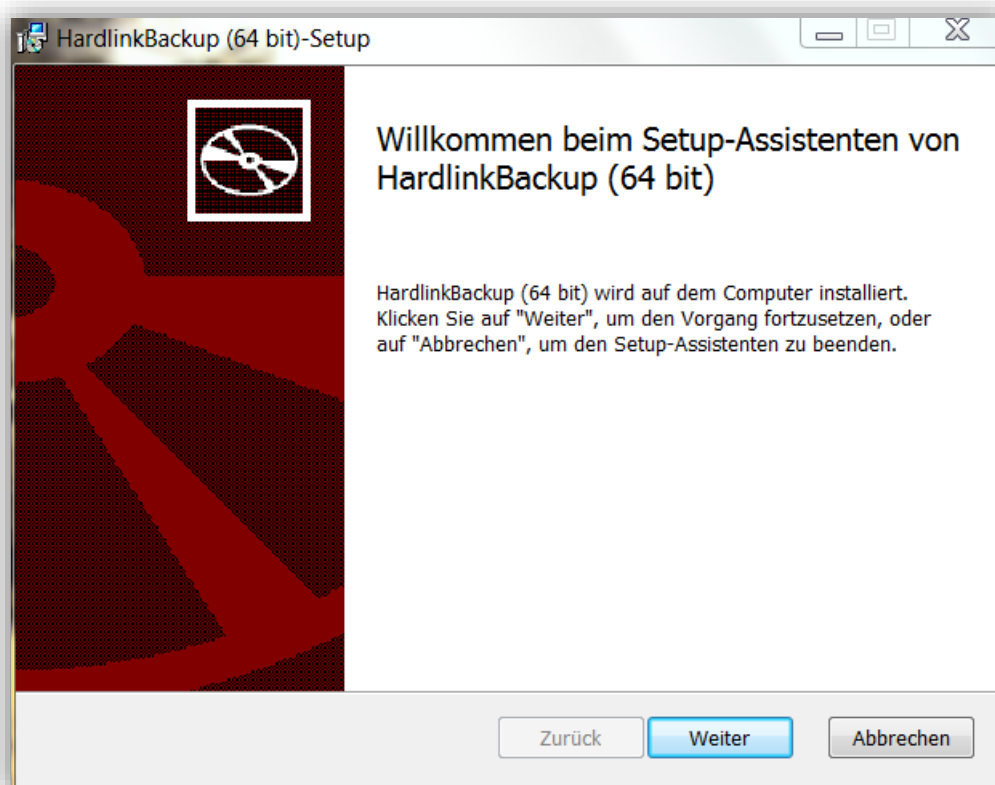 HardlinkBackup (64 bit)-Setup
Willkommen beim Setup-Assistenten von
HardlinkBackup (64 bit)
HardlinkBackup (64 bit) wird auf dem Computer installiert.
Klicken Sie auf "Weiter", um den Vorgang fortzusetzen, oder
auf "Abbrechen", um den Setup-Assistenten zu beenden.
Zurück
Weiter
Abbrechen